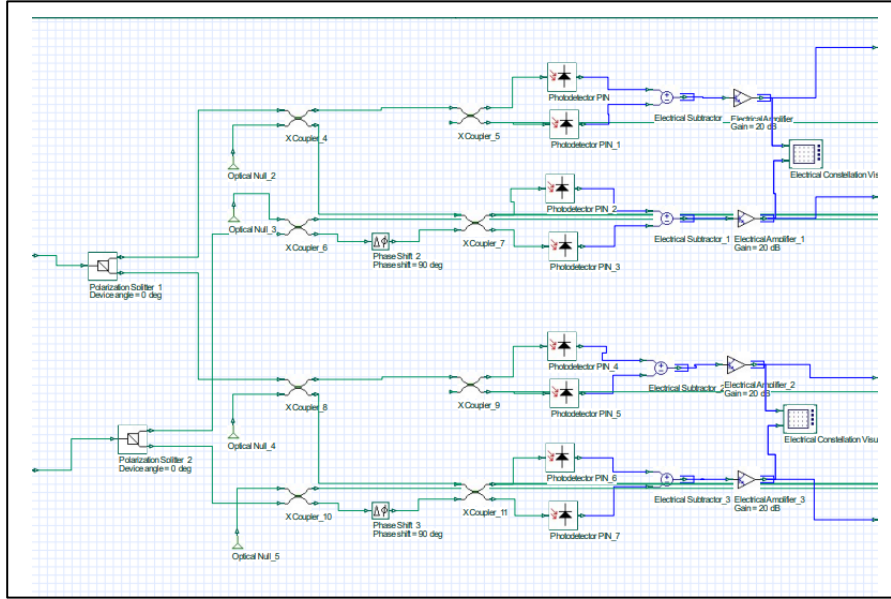 Photodetector PIN
Electrical Subtractor
Electrical Amplifier
Gain = 20 dB
X Coupler_4
X Coupler_5
Photodetector PIN_1
Optical Null_2
Electrical Constellation Visu
Photodetector PIN_2
Optical Null_3
X Coupler_6
X Coupler_7
Electrical Subtractor_1
Electrical Amplifier_1
Gain = 20 dB
Phase Shift 2
Phase shift = 90 deg
Photodetector PIN_3
Polarization Splitter 1
Device angle = 0 deg
Photodetector PIN_4
Electrical Subtractor_2
Electrical Amplifier_2
Gain = 20 dB
X Coupler_8
X Coupler_9
Photodetector PIN_5
Optical Null_4
Electrical Constellation Visu
Polarization Splitter 2
Device angle = 0 deg
Photodetector PIN_6
X Coupler_10
X Coupler_11
Electrical Subtractor_3
Electrical Amplifier_3
Gain = 20 dB
Phase Shift 3
Phase shift = 90 deg
Photodetector PIN_7
Optical Null_5